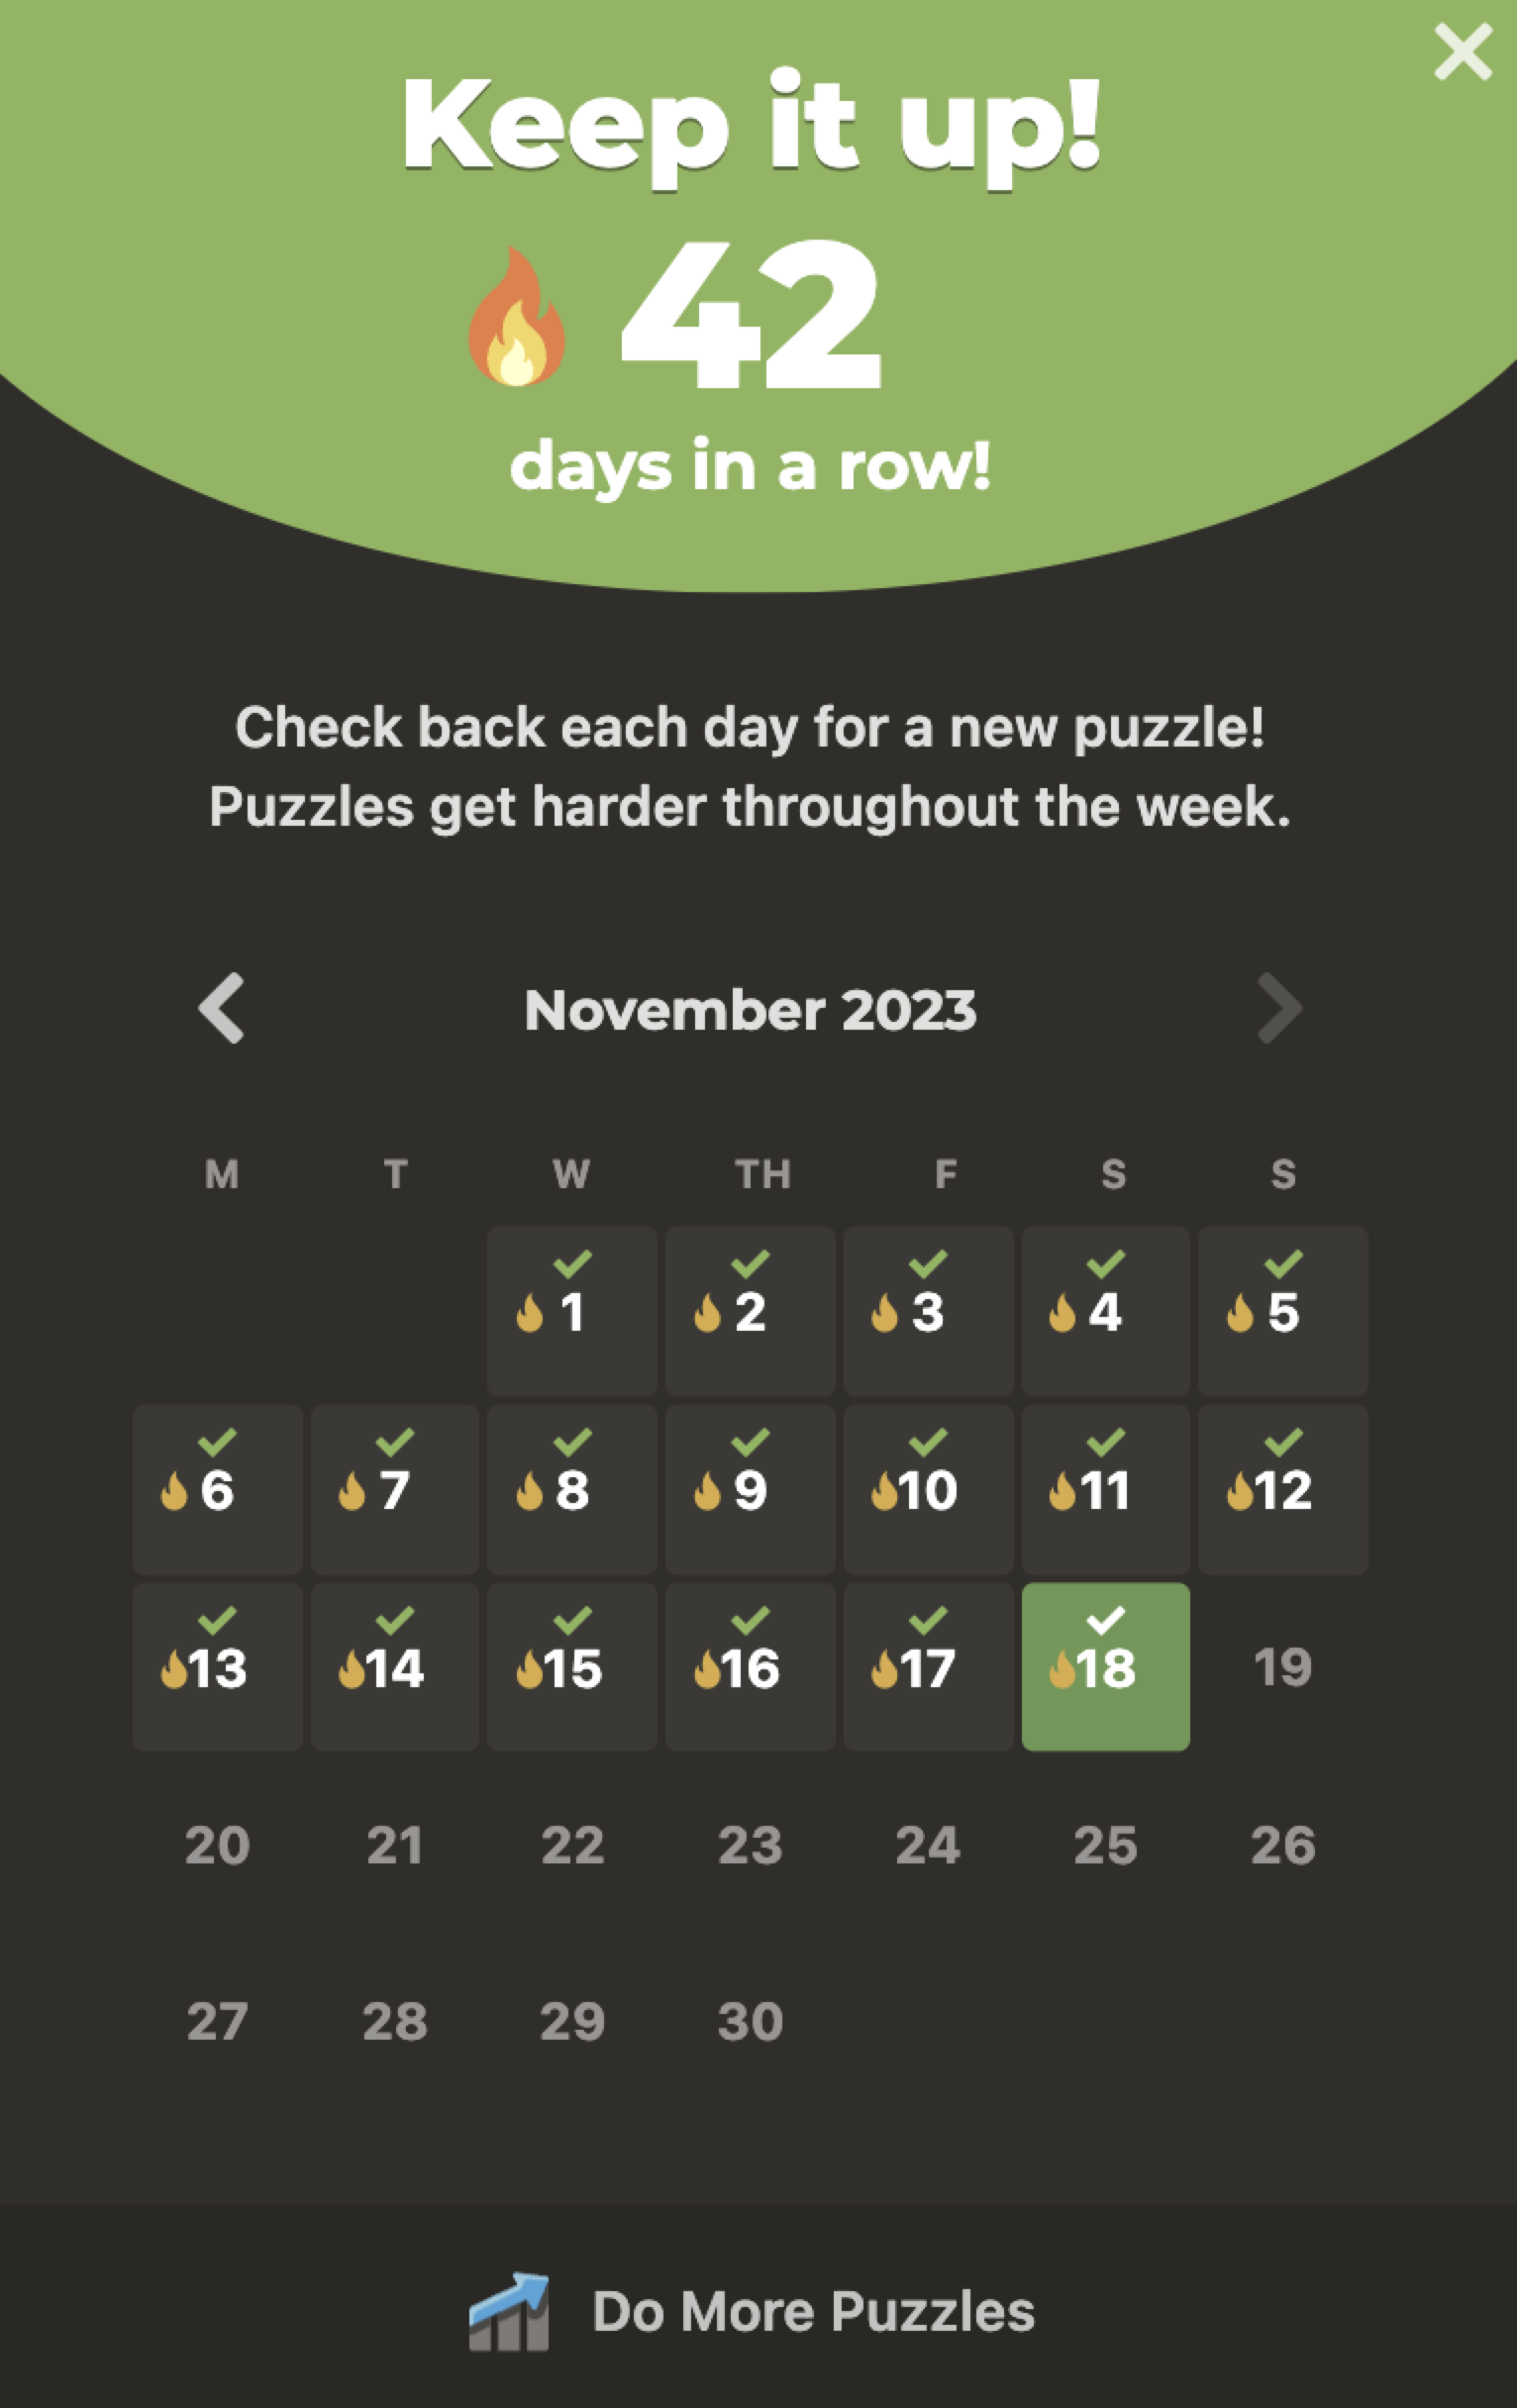 Keep it up!
42
days in a row!
Check back each day for a new puzzle!
Puzzles get harder throughout the week.
November 2023
M T W TH F S S
1 2 3 4 5
6 7 8 9 10 11 12
13 14 15 16 17 18 19
20 21 22 23 24 25 26
27 28 29 30
Do More Puzzles